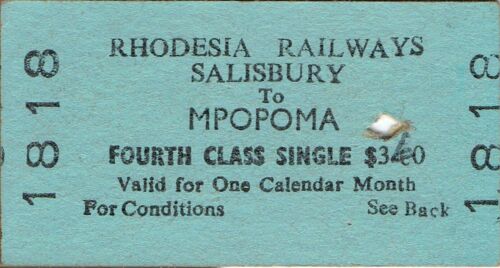 RHODESIA RAILWAYS
SALISBURY
To
MPOPOMA
FOURTH CLASS SINGLE
Valid for One Calendar Month
For Conditions See Back
1818
1818